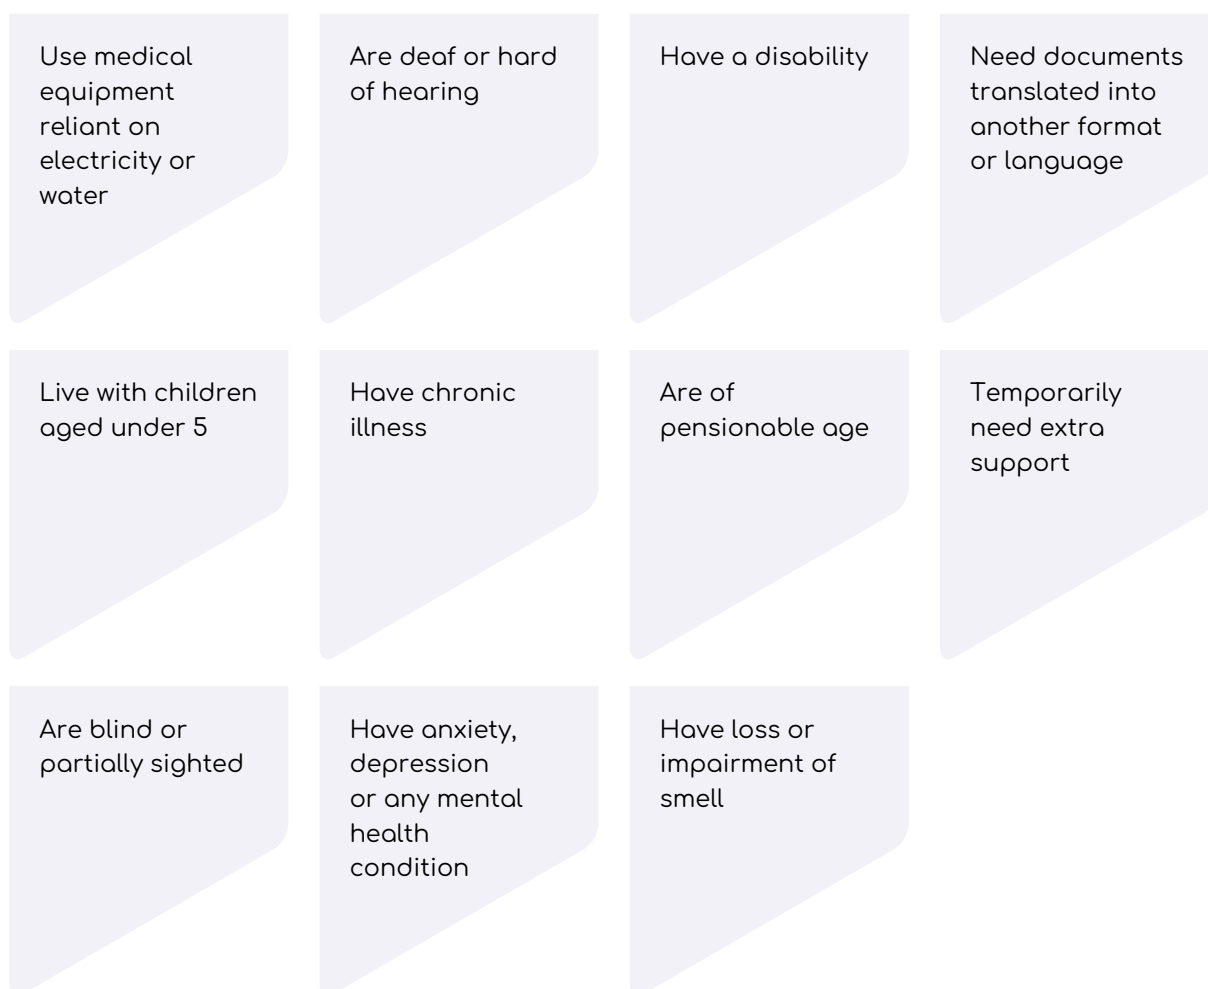 Use medical
equipment
reliant on
electricity or
water
Are deaf or hard
of hearing
Have a disability
Need documents
translated into
another format
or language
Live with children
aged under 5
Have chronic
illness
Are of
pensionable age
Temporarily
need extra
support
Are blind or
partially sighted
Have anxiety,
depression
or any mental
health
condition
Have loss or
impairment of
smell